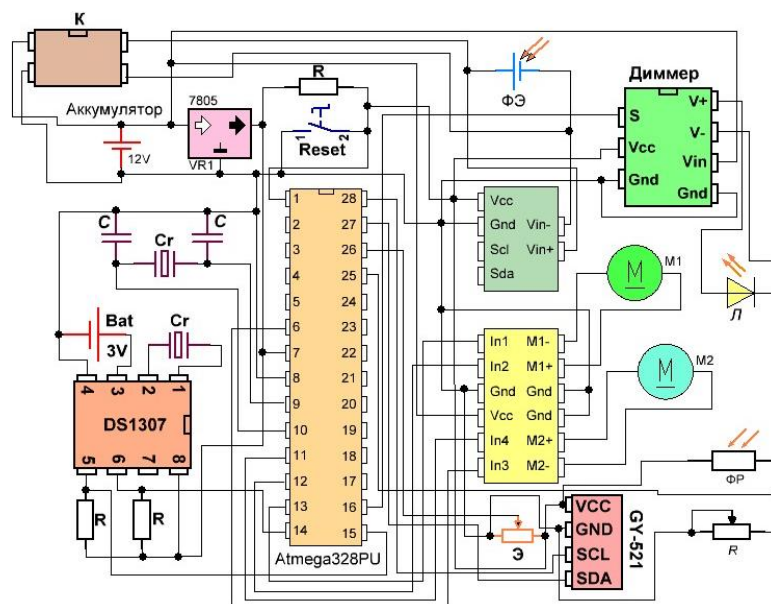 К
Аккумулятор
12V
7805
VR1
R
1
2
Reset
ФЭ
Диммер
S
Vcc
Gnd
V+
V-
Vin
Gnd
C
C
Cr
1
2
3
4
5
6
7
8
9
10
11
12
13
14
28
27
26
25
24
23
22
21
20
19
18
17
16
15
Atmega328PU
Vcc
Gnd
Scl
Sda
Vin-
Vin+
M
M1
Л
Bat
3V
Cr
4
3
2
1
DS1307
5
6
7
8
R
R
In1
In2
Gnd
Vcc
In4
In3
M1-
M1+
Gnd
Gnd
M2+
M2-
M
M2
ФР
Э
VCC
GND
SCL
SDA
GY-521
R